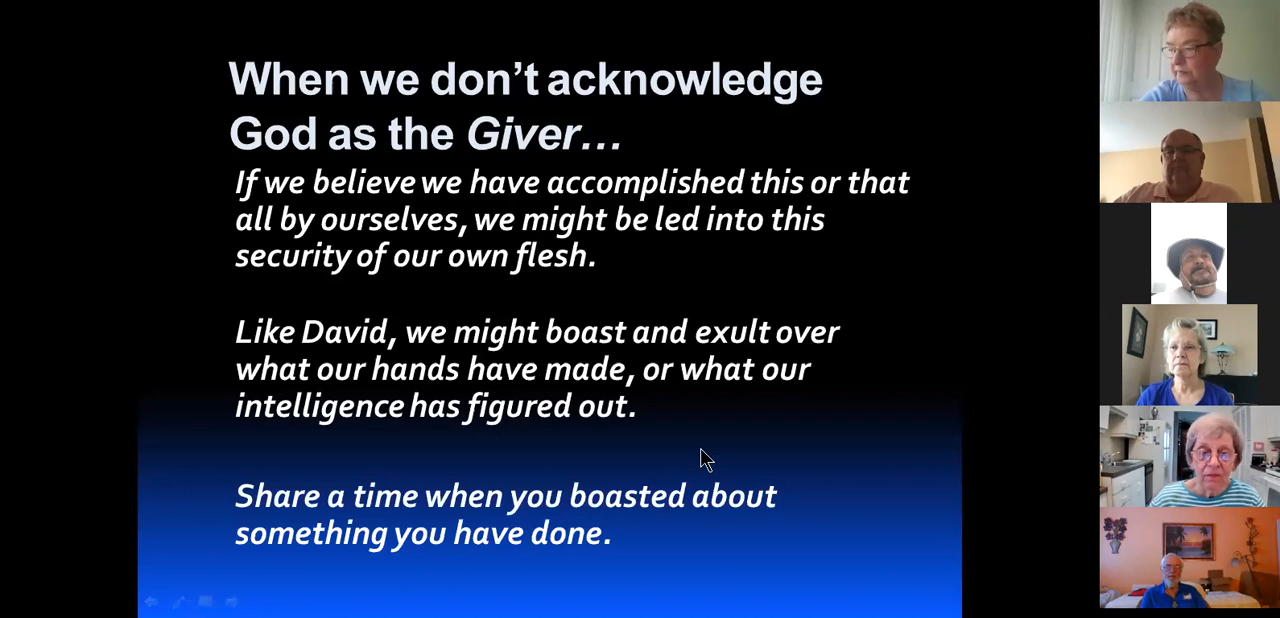 When we don’t acknowledge
God as the Giver…
If we believe we have accomplished this or that
all by ourselves, we might be led into this
security of our own flesh.
Like David, we might boast and exult over
what our hands have made, or what our
intelligence has figured out.
Share a time when you boasted about
something you have done.